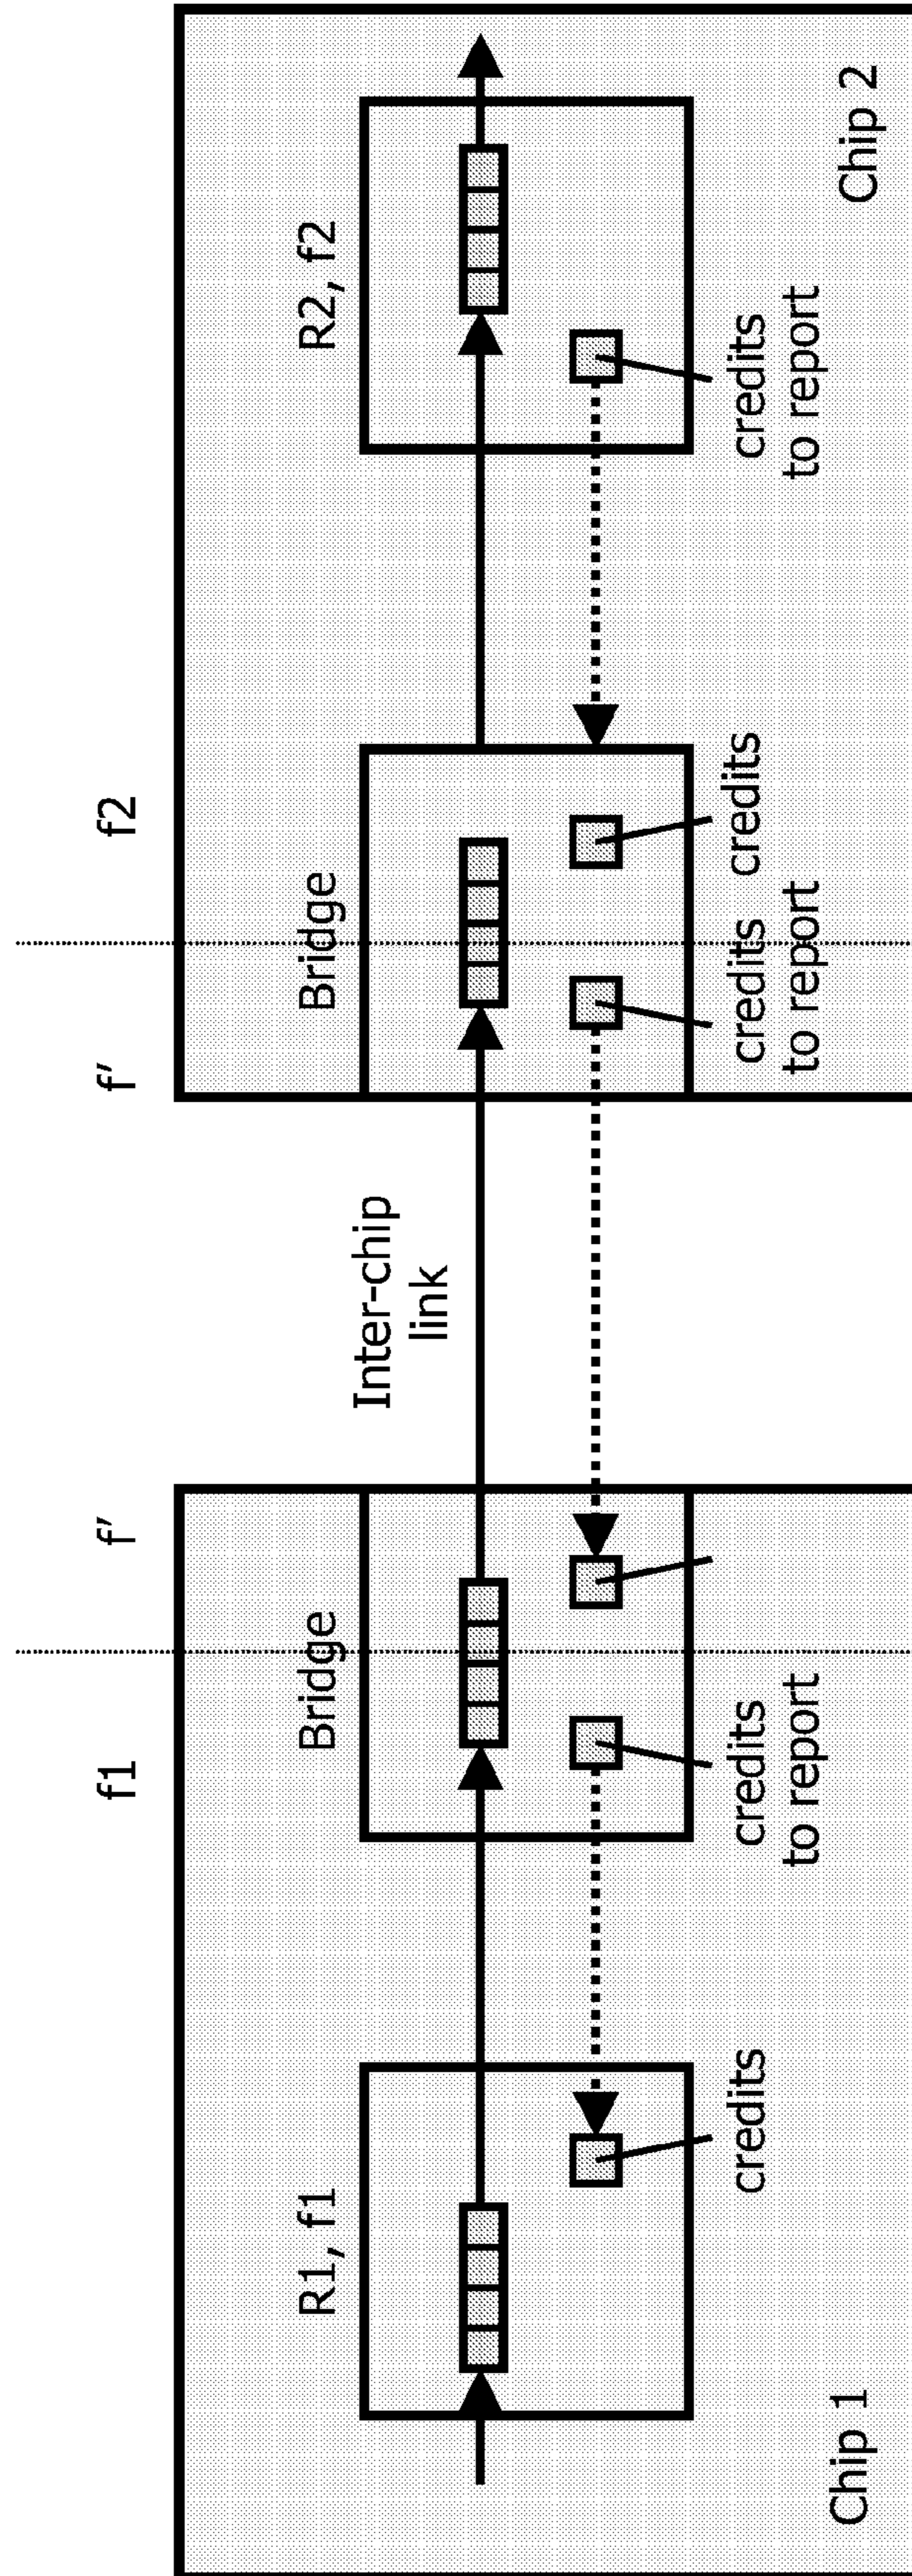 f1
f'
f'
f2
R1, f1
Bridge
Inter-chip
link
Bridge
R2, f2
credits
credits
to report
credits
to report
credits
credits
to report
Chip 1
Chip 2